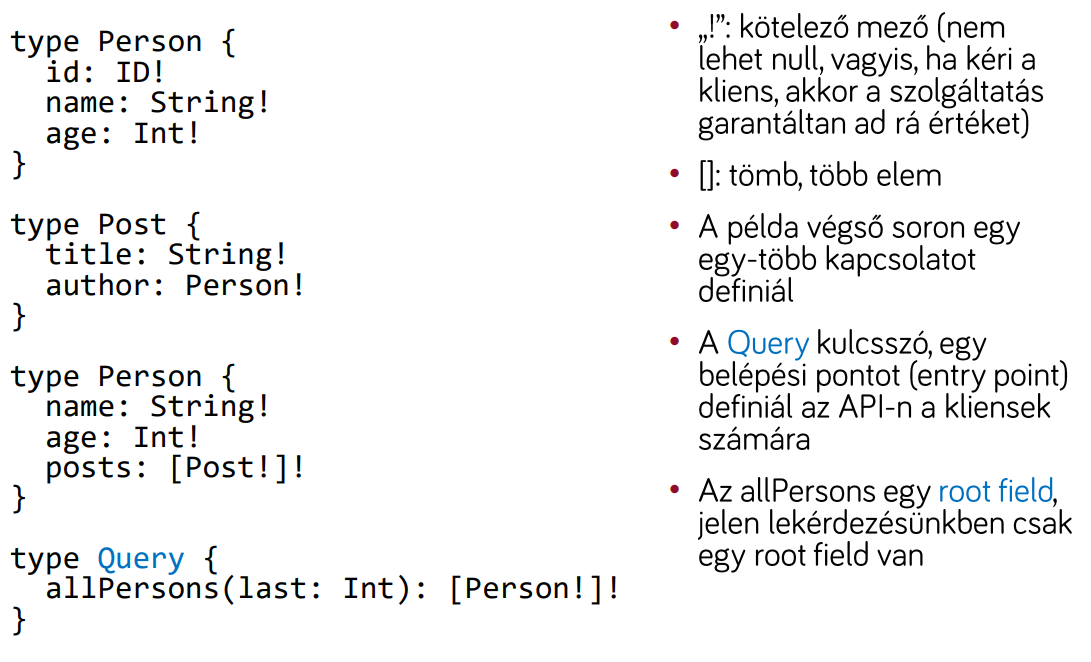 type Person {
  id: ID!
  name: String!
  age: Int!
}
type Post {
  title: String!
  author: Person!
}
type Person {
  name: String!
  age: Int!
  posts: [Post!]!
}
type Query {
  allPersons(last: Int): [Person!]!
}
• „!”: kötelező mező (nem
lehet null, vagyis, ha kéri a
kliens, akkor a szolgáltatás
garantáltan ad rá értéket)
• []: tömb, több elem
• A példa végső soron egy
egy-több kapcsolatot
definiál
• A Query kulcsszó, egy
belépési pontot (entry point)
definiál az API-n a kliensek
számára
• Az allPersons egy root field,
jelen lekérdezésünkben csak
egy root field van